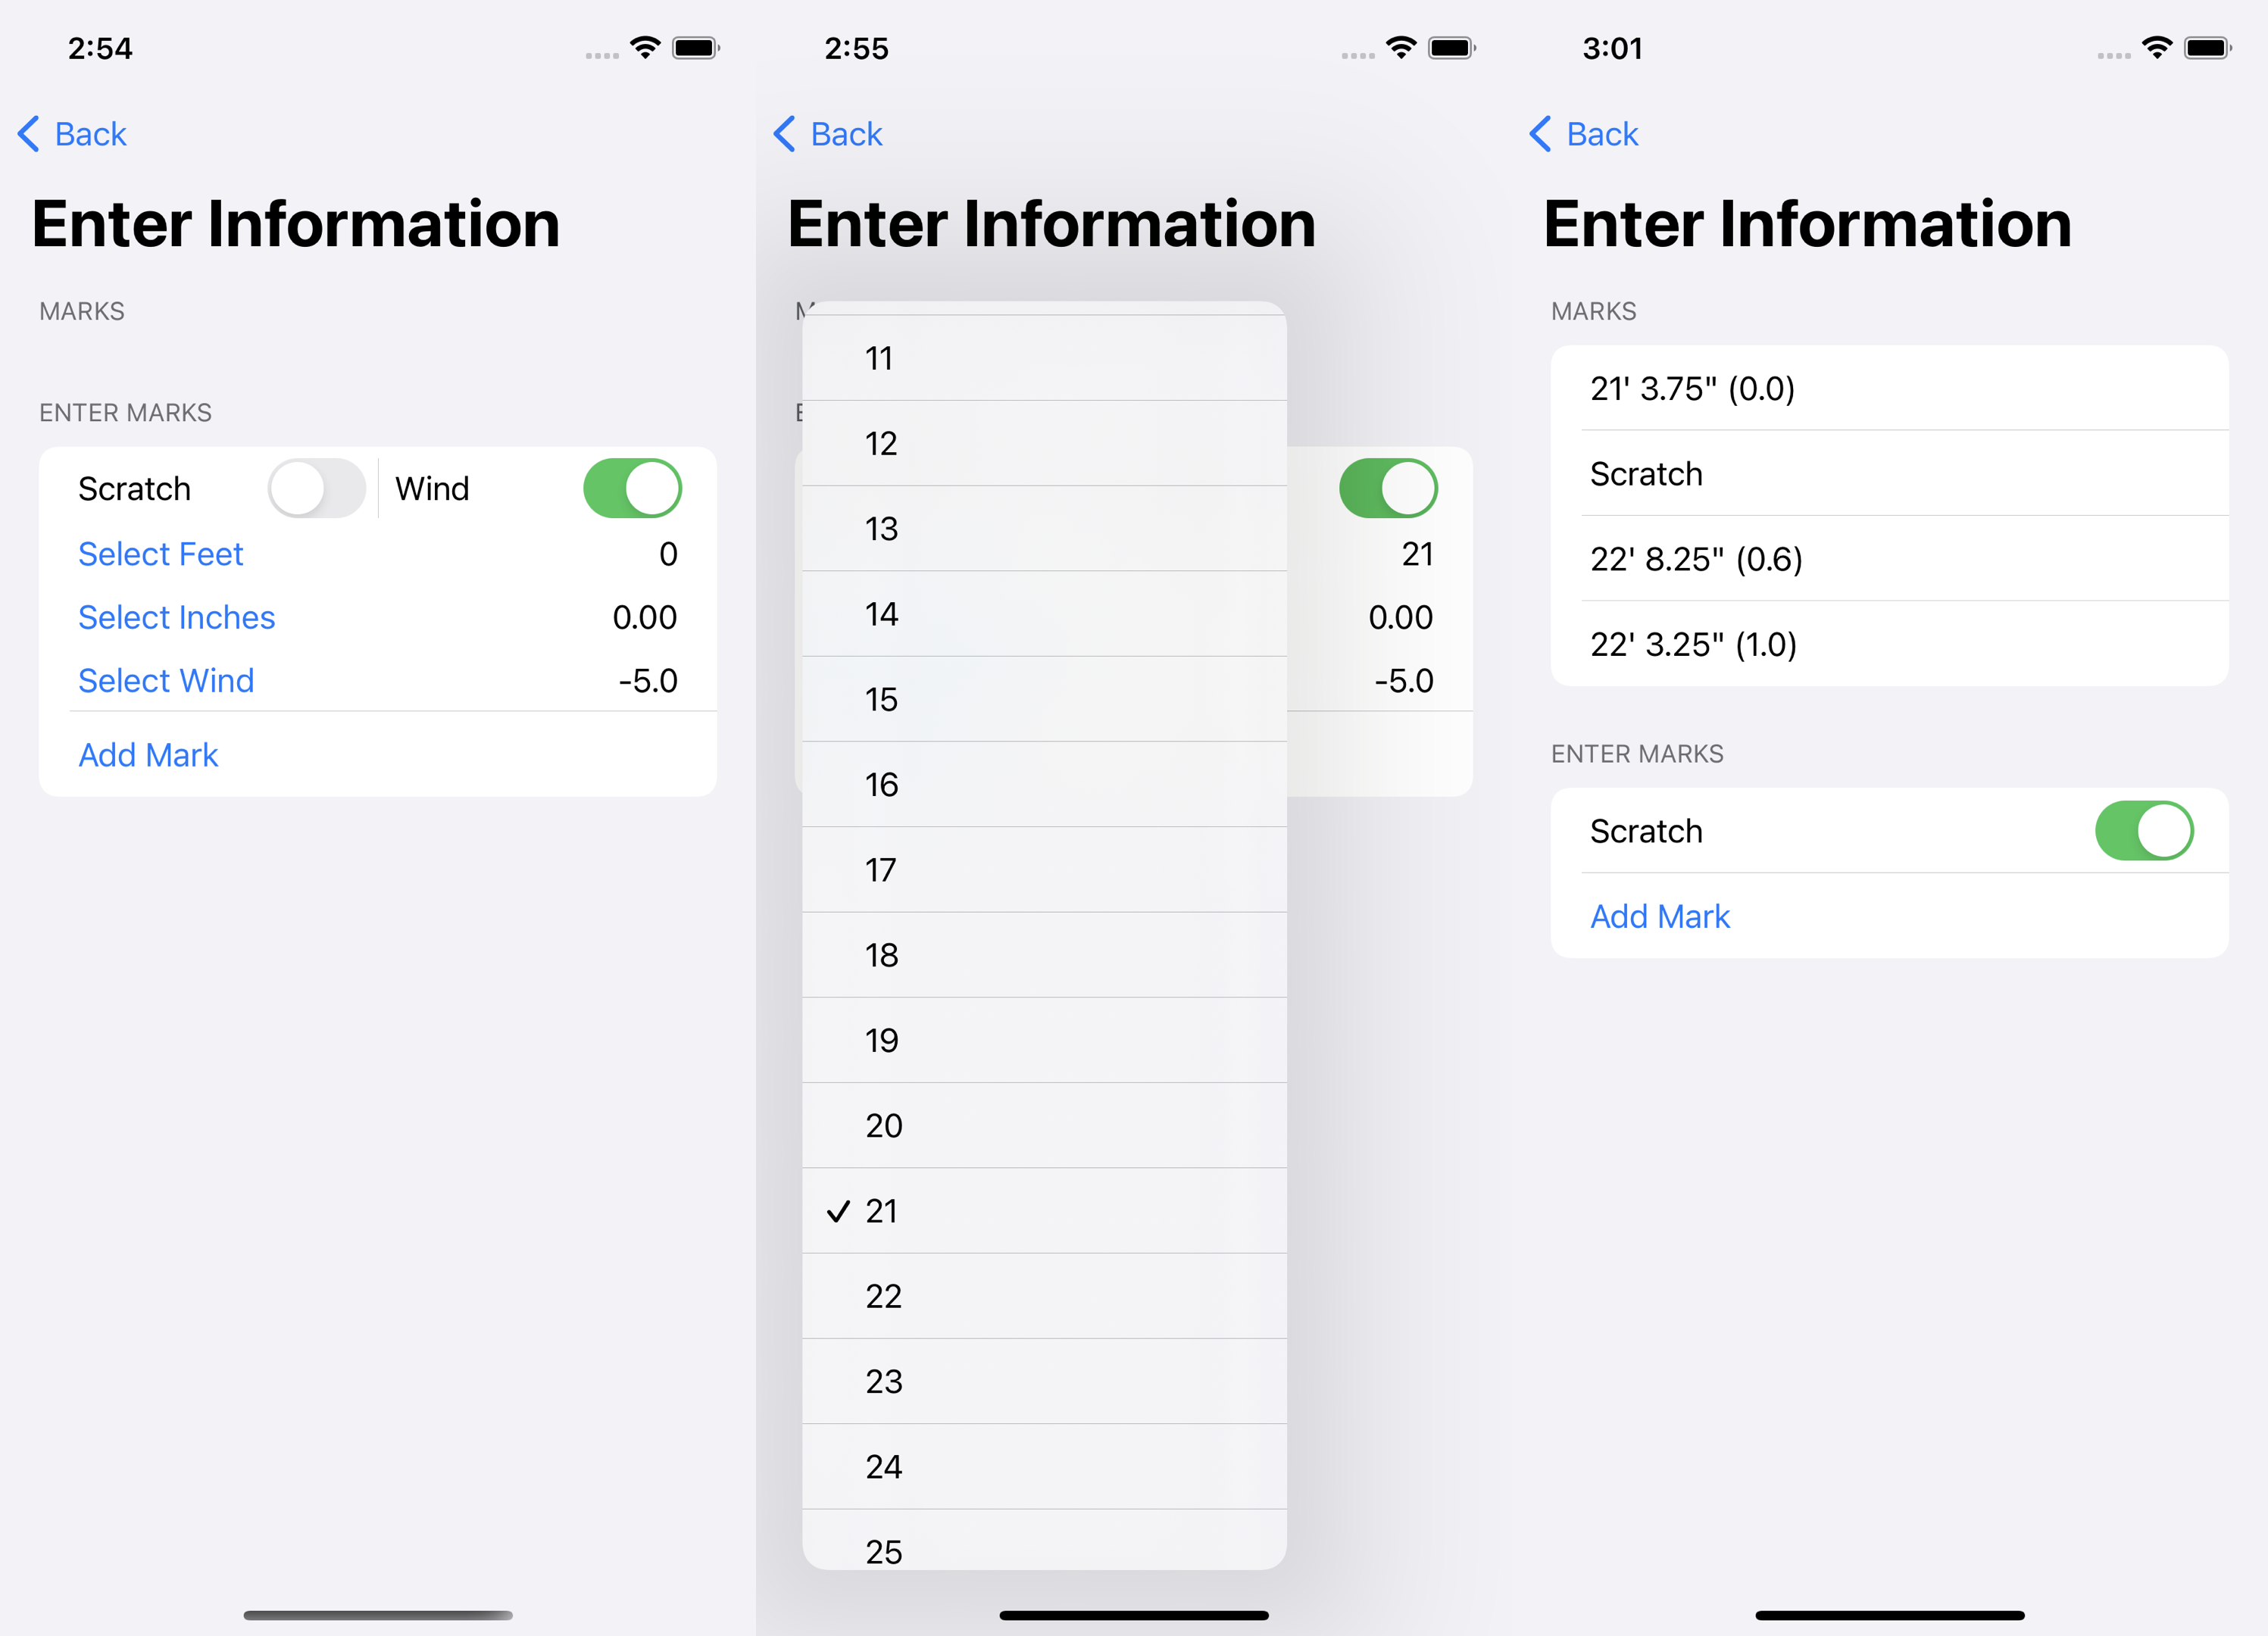 2:54
Back
Enter Information
MARKS
ENTER MARKS
Scratch Wind
Select Feet 0
Select Inches 0.00
Select Wind -5.0
Add Mark
2:55
Back
Enter Information
11
12
13
14
15
16
17
18
19
20
21
22
23
24
25
21
0.00
-5.0
3:01
Back
Enter Information
MARKS
21' 3.75" (0.0)
Scratch
22' 8.25" (0.6)
22' 3.25" (1.0)
ENTER MARKS
Scratch
Add Mark